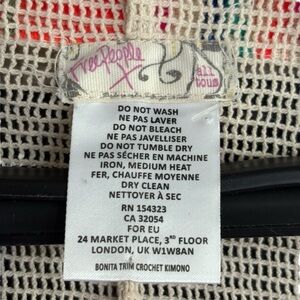 free people
all
tous
DO NOT WASH
NE PAS LAVER
DO NOT BLEACH
NE PAS JAVELLISER
DO NOT TUMBLE DRY
NE PAS SÉCHER EN MACHINE
IRON, MEDIUM HEAT
FER, CHAUFFE MOYENNE
DRY CLEAN
NETTOYER À SEC
RN 154323
CA 32054
FOR EU
24 MARKET PLACE, 3RD FLOOR
LONDON, UK W1W8AN
BONITA TRIM CROCHET KIMONO